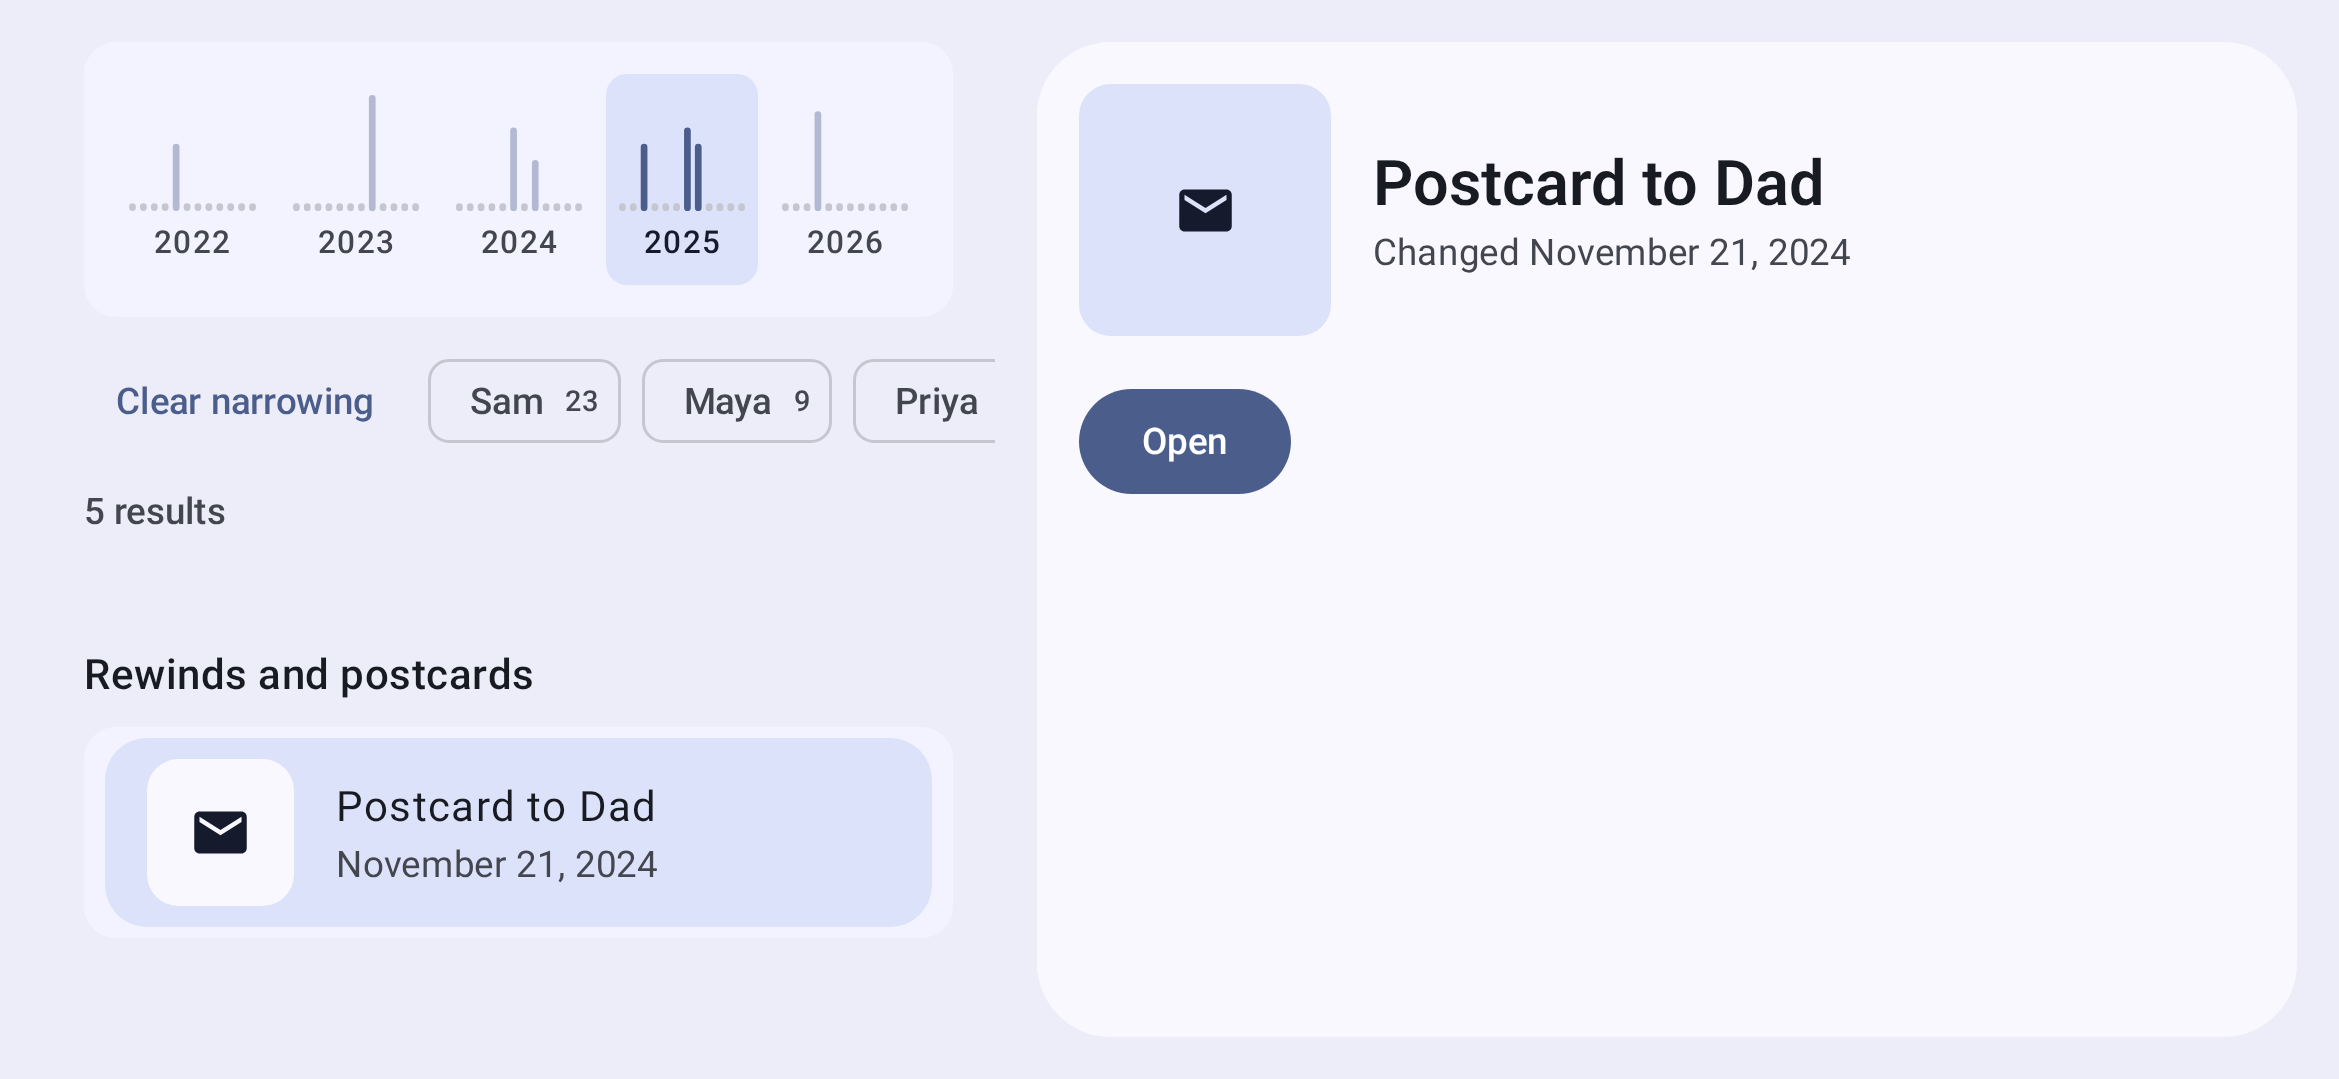 2022
2023
2024
2025
2026
Clear narrowing
Sam 23
Maya 9
Priya
5 results
Rewinds and postcards
Postcard to Dad
November 21, 2024
Postcard to Dad
Changed November 21, 2024
Open